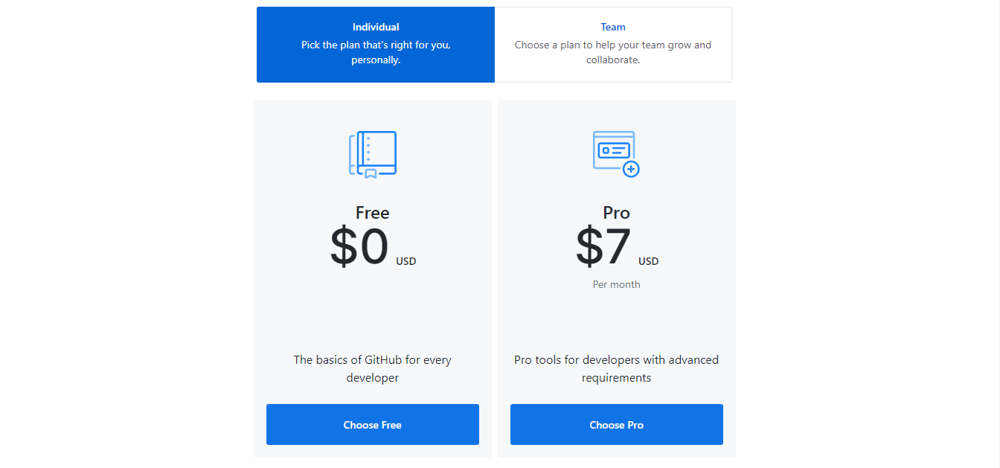 Individual
Pick the plan that's right for you,
personally.
Team
Choose a plan to help your team grow and
collaborate.
Free
$0 USD
The basics of GitHub for every
developer
Choose Free
Pro
$7 USD
Per month
Pro tools for developers with advanced
requirements
Choose Pro